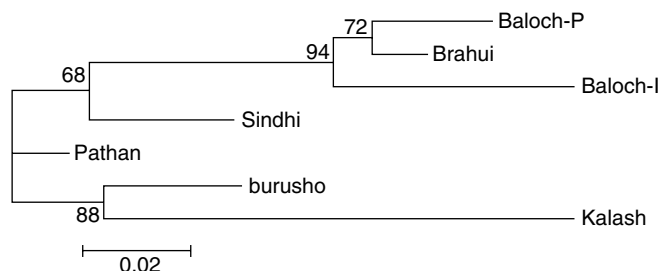 Baloch-P
72
Brahui
94
Baloch-I
68
Sindhi
Pathan
burusho
88
Kalash
0.02